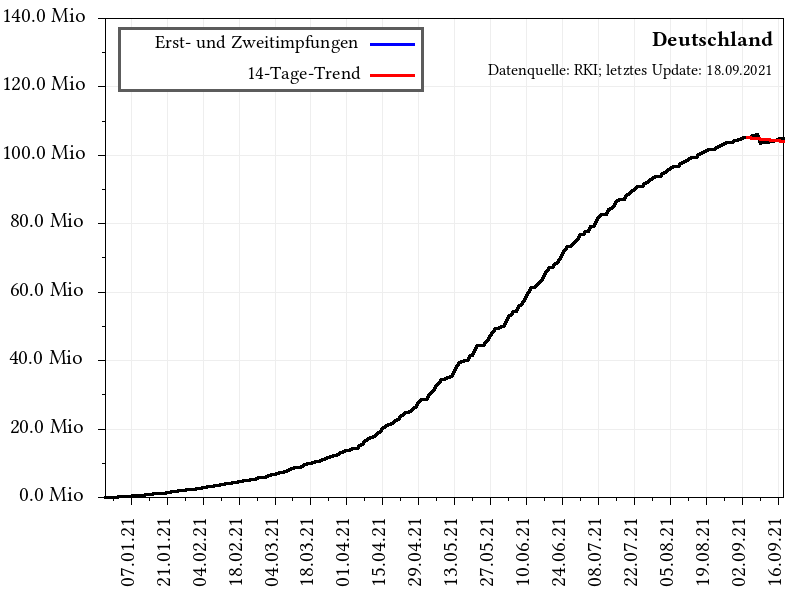 140.0 Mio
120.0 Mio
100.0 Mio
80.0 Mio
60.0 Mio
40.0 Mio
20.0 Mio
0.0 Mio
Erst- und Zweitimpfungen
14-Tage-Trend
Deutschland
Datenquelle: RKI; letztes Update: 18.09.2021
07.01.21
21.01.21
04.02.21
18.02.21
04.03.21
18.03.21
01.04.21
15.04.21
29.04.21
13.05.21
27.05.21
10.06.21
24.06.21
08.07.21
22.07.21
05.08.21
19.08.21
02.09.21
16.09.21